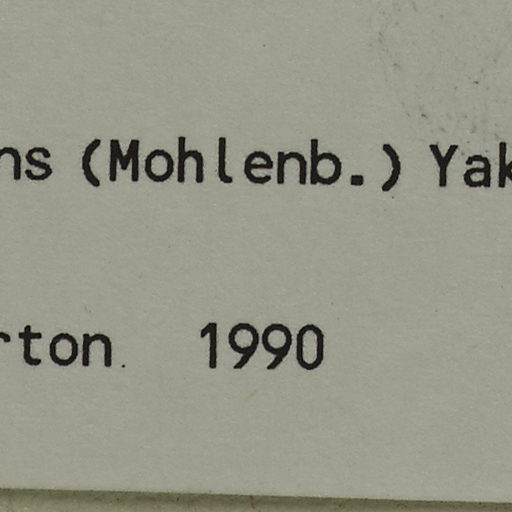 ns (Mohlenb.) Yak
rton. 1990